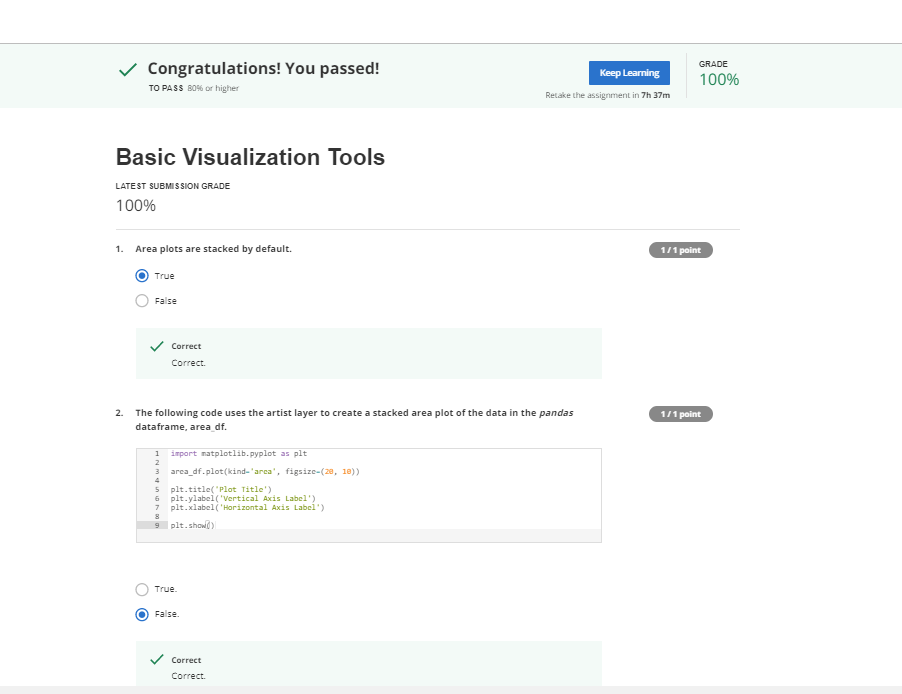 Congratulations! You passed!
TO PASS 80% or higher
Keep Learning
Retake the assignment in 7h 37m
GRADE
100%
Basic Visualization Tools
LATEST SUBMISSION GRADE
100%
1. Area plots are stacked by default.
1 / 1 point
True
False
Correct
Correct.
2. The following code uses the artist layer to create a stacked area plot of the data in the pandas
dataframe, area_df.
1 / 1 point
1 import matplotlib.pyplot as plt
2
3 area_df.plot(kind='area', figsize=(20, 10))
4
5 plt.title('Plot Title')
6 plt.ylabel('Vertical Axis Label')
7 plt.xlabel('Horizontal Axis Label')
8
9 plt.show()
True.
False.
Correct
Correct.